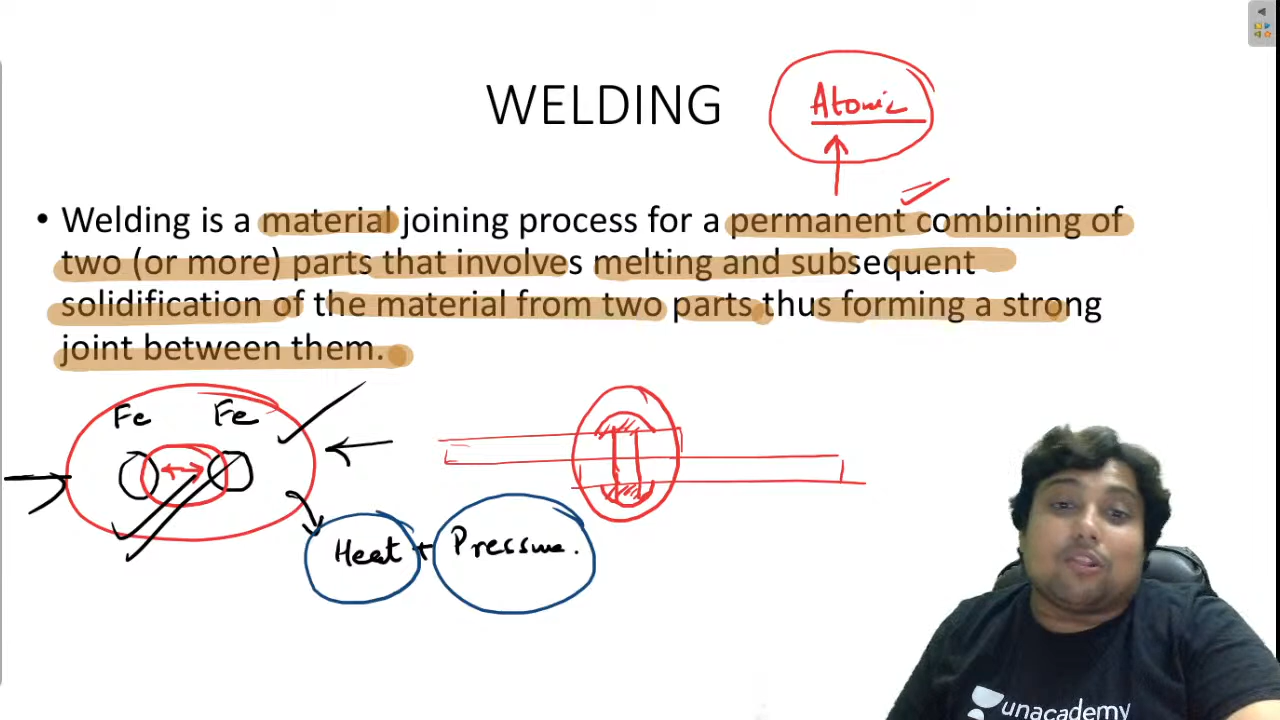 WELDING
Atomic
• Welding is a material joining process for a permanent combining of
two (or more) parts that involves melting and subsequent
solidification of the material from two parts thus forming a strong
joint between them.
Fe Fe
Heat + Pressure.
unacademy